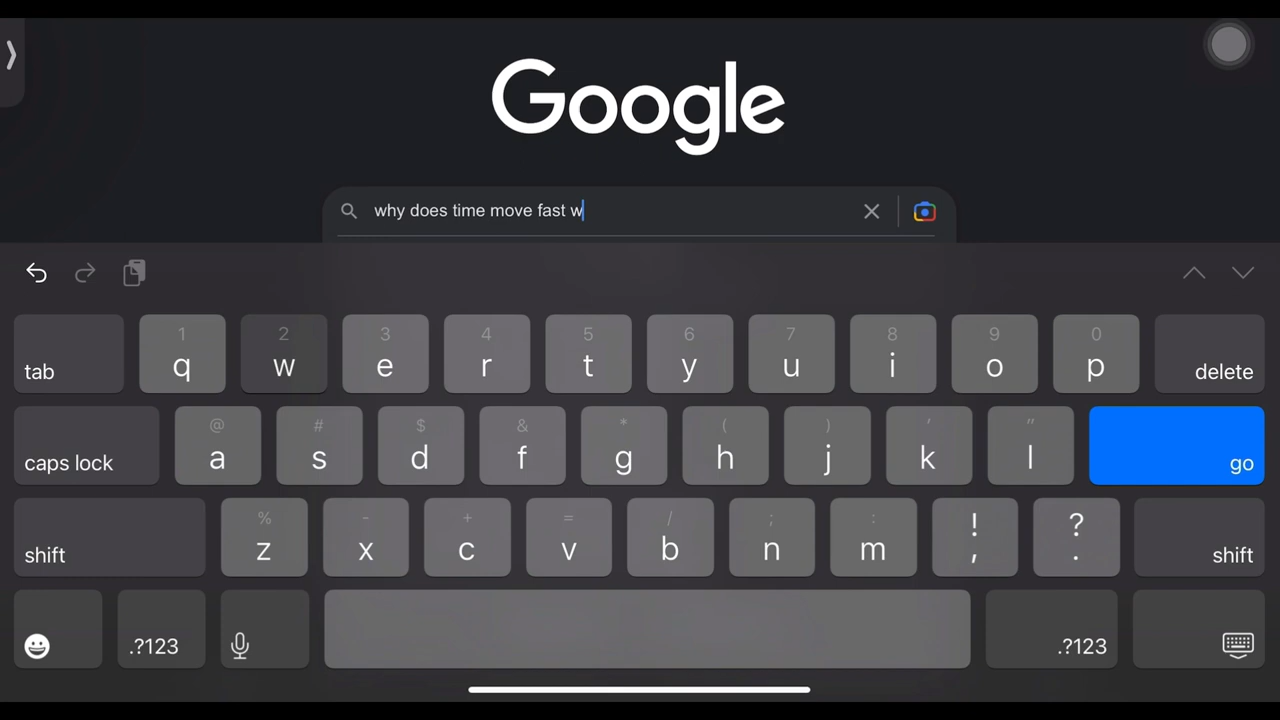 Google
why does time move fast w
1 2 3 4 5 6 7 8 9 0
tab q w e r t y u i o p delete
@ # $ & * ( ) ' "
caps lock a s d f g h j k l go
% - + = / ; : ! ?
shift z x c v b n m , . shift
.?123 .?123